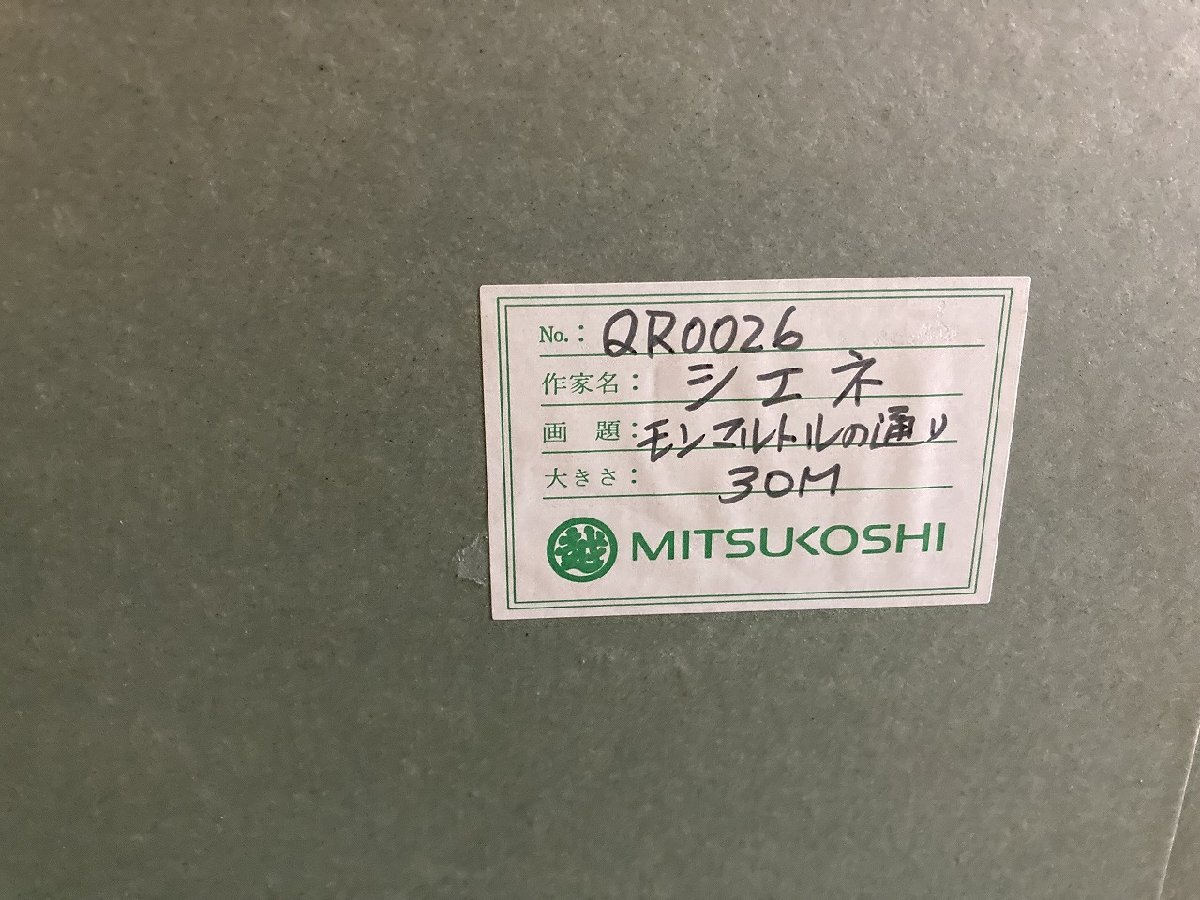 No.: QR0026
作家名: シエネ
画 題: モンマルトルの通り
大きさ: 30M
越 MITSUKOSHI